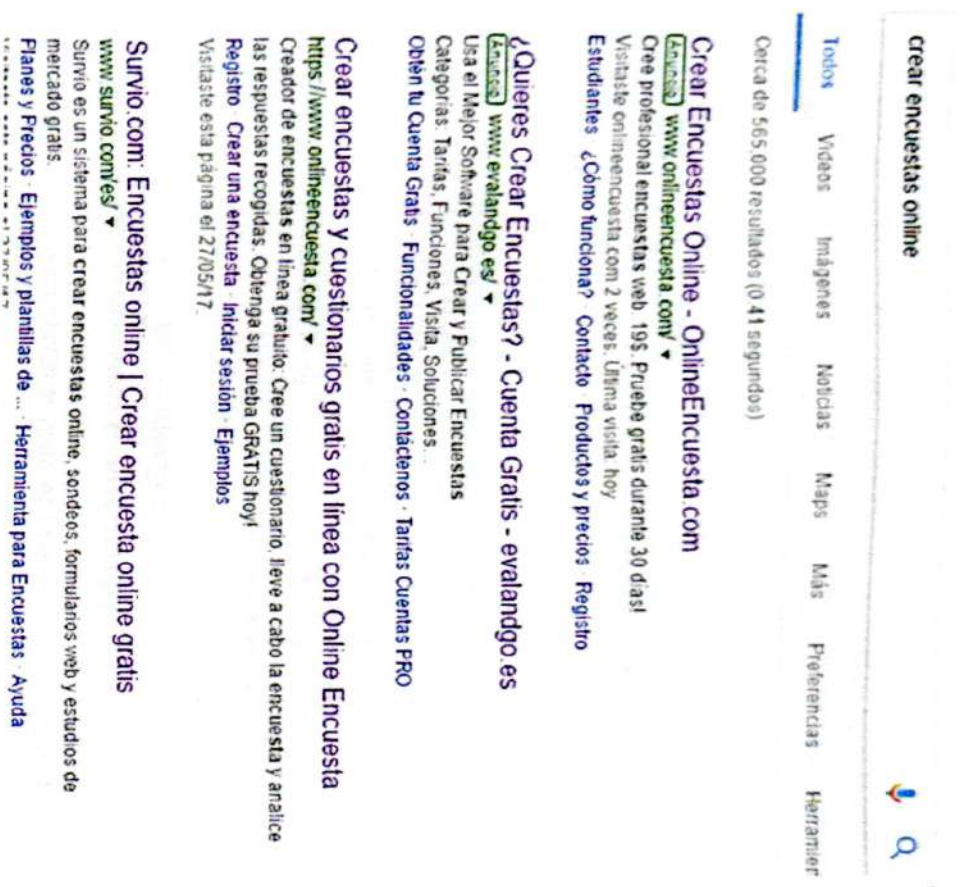 crear encuestas online
Todos Vídeos Imágenes Noticias Maps Más Preferencias Herramien
Cerca de 565.000 resultados (0 41 segundos)
Crear Encuestas Online - OnlineEncuesta.com
Anuncio www.onlineencuesta.com/
Cree profesional encuestas web. 19$. Pruebe gratis durante 30 días!
Visitaste onlineencuesta com 2 veces. Última visita: hoy
Estudiantes · ¿Cómo funciona? · Contacto · Productos y precios · Registro
¿Quieres Crear Encuestas? - Cuenta Gratis - evalandgo.es
Anuncio www.evalandgo.es/
Usa el Mejor Software para Crear y Publicar Encuestas
Categorías: Tarifas, Funciones, Visita, Soluciones...
Obtén tu Cuenta Gratis · Funcionalidades · Contáctenos · Tarifas Cuentas PRO
Crear encuestas y cuestionarios gratis en línea con Online Encuesta
https //www.onlineencuesta.com/
Creador de encuestas en línea gratuito: Cree un cuestionario, lleve a cabo la encuesta y analice
las respuestas recogidas. Obtenga su prueba GRATIS hoy!
Registro · Crear una encuesta · Iniciar sesión · Ejemplos
Visitaste esta página el 27/05/17.
Survio.com: Encuestas online | Crear encuesta online gratis
www survio.com/es/
Survio es un sistema para crear encuestas online, sondeos, formularios web y estudios de
mercado gratis.
Planes y Precios · Ejemplos y plantillas de ... · Herramienta para Encuestas · Ayuda